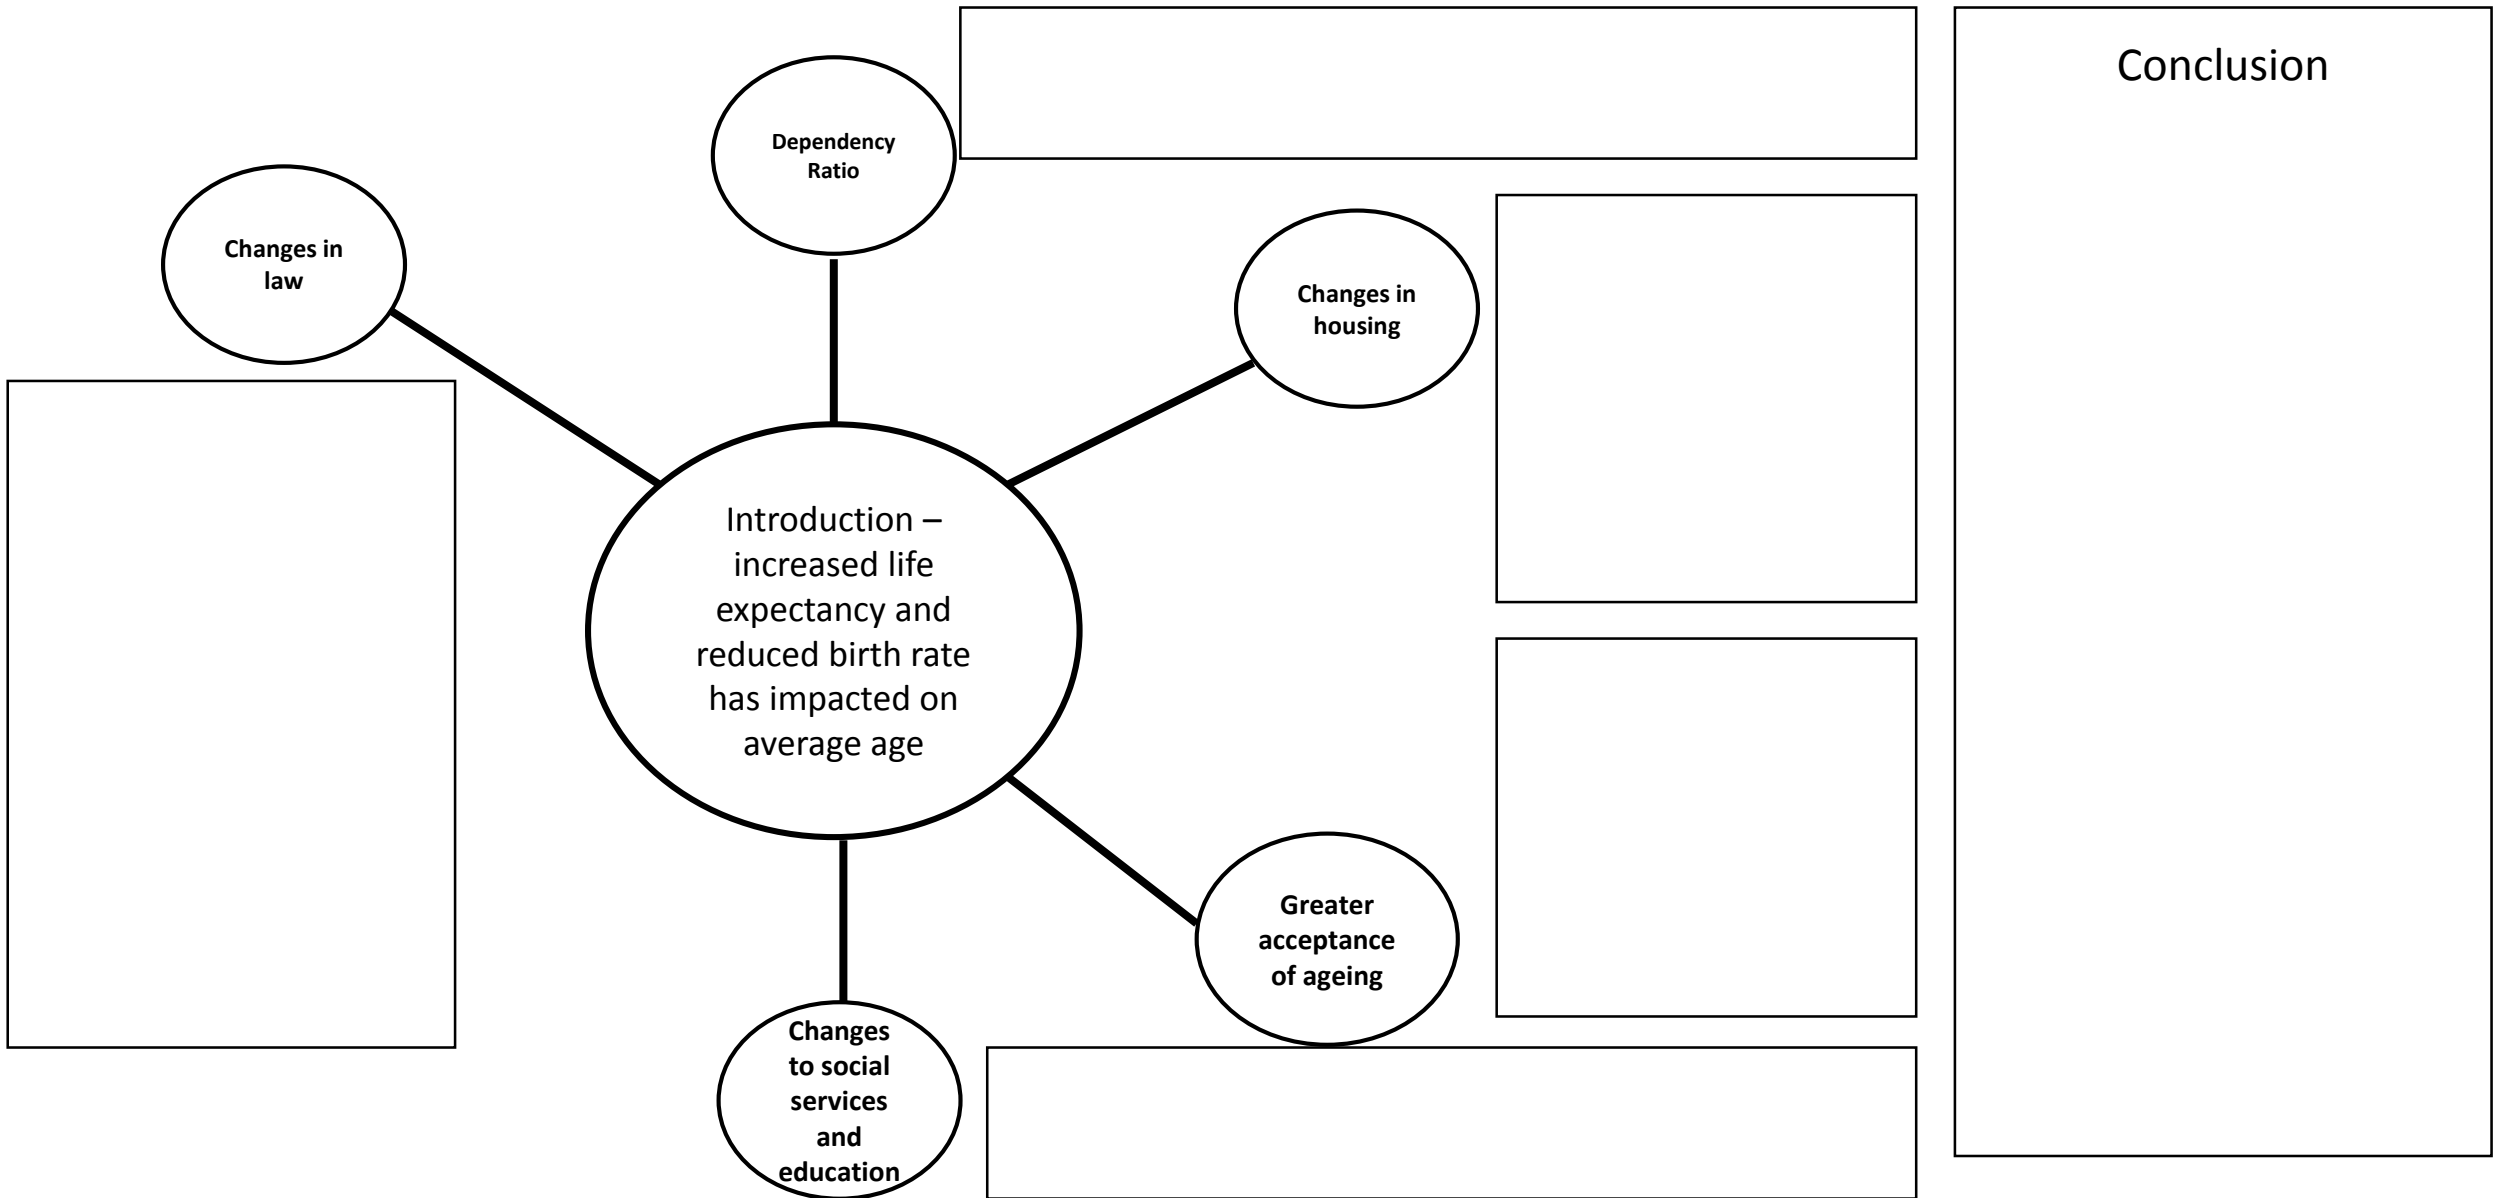 Conclusion
Dependency
Ratio
Changes in
law
Changes in
housing
Introduction –
increased life
expectancy and
reduced birth rate
has impacted on
average age
Greater
acceptance
of ageing
Changes
to social
services
and
education